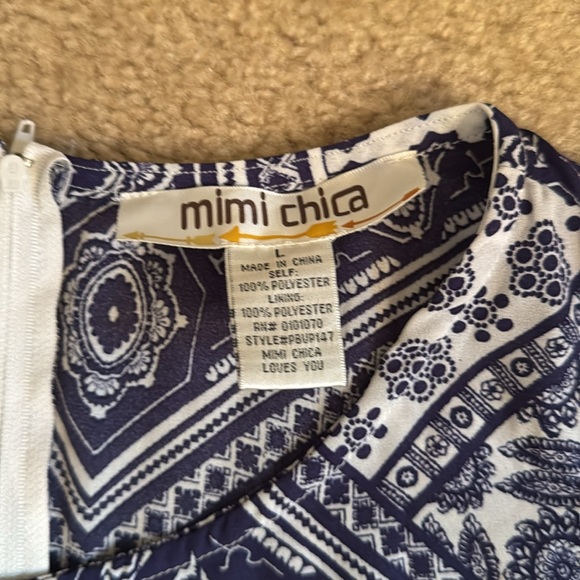 mimi chica
L
MADE IN CHINA
SELF:
100% POLYESTER
LINING:
100% POLYESTER
RN# 0101070
STYLE#PBUP147
MIMI CHICA
LOVES YOU